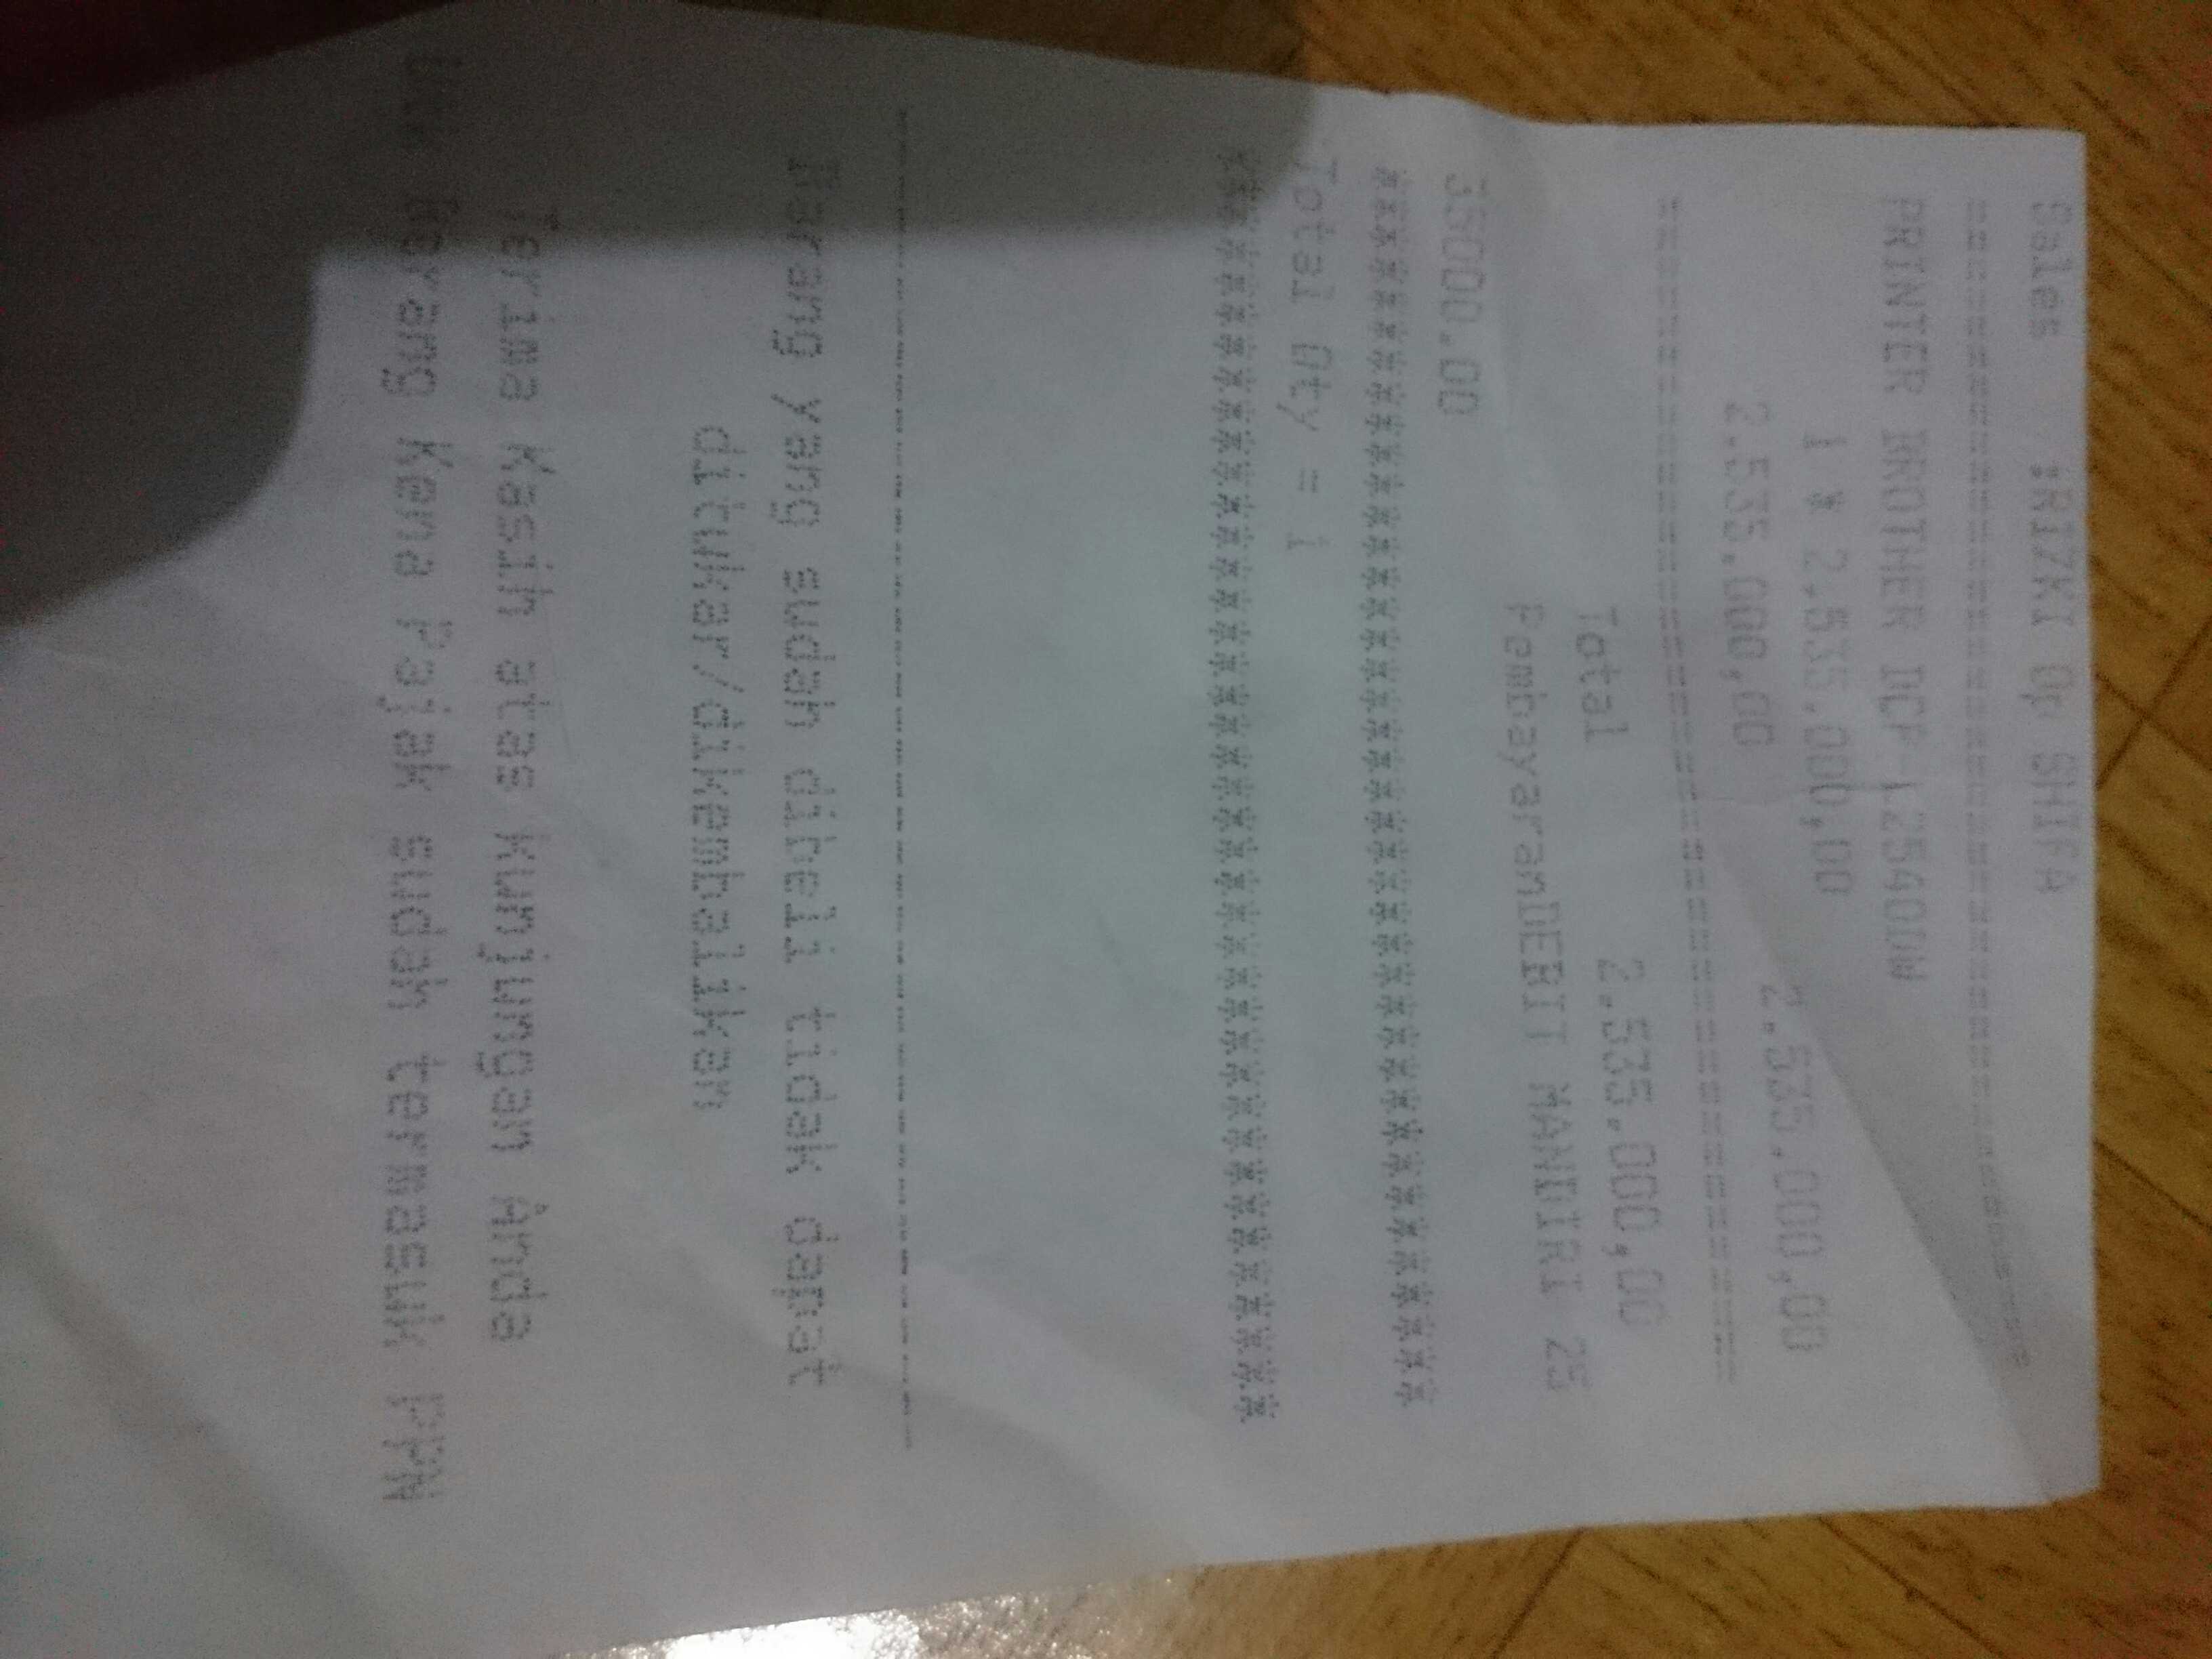 Sales :RIZKI Op SHIFA
========================================
PRINTER BROTHER DCP-L2540DW
1 * 2.535.000,00
2.535.000,00
2.535.000,00
========================================
Total 2.535.000,00
PembayaranDEBIT MANDIRI 25
35000.00
****************************************
Total Qty = 1
****************************************
----------------------------------------
Barang yang sudah dibeli tidak dapat
ditukar/dikembalikan
Terima Kasih atas Kunjungan Anda
Barang Kena Pajak sudah termasuk PPN